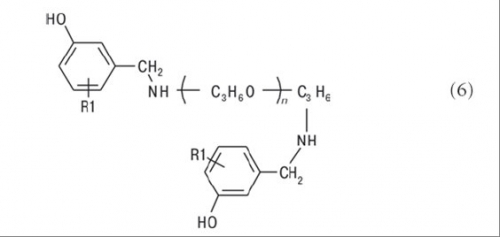 HO
CH2
R1
NH ( C3H6O )n C3H6 (6)
NH
R1
CH2
HO